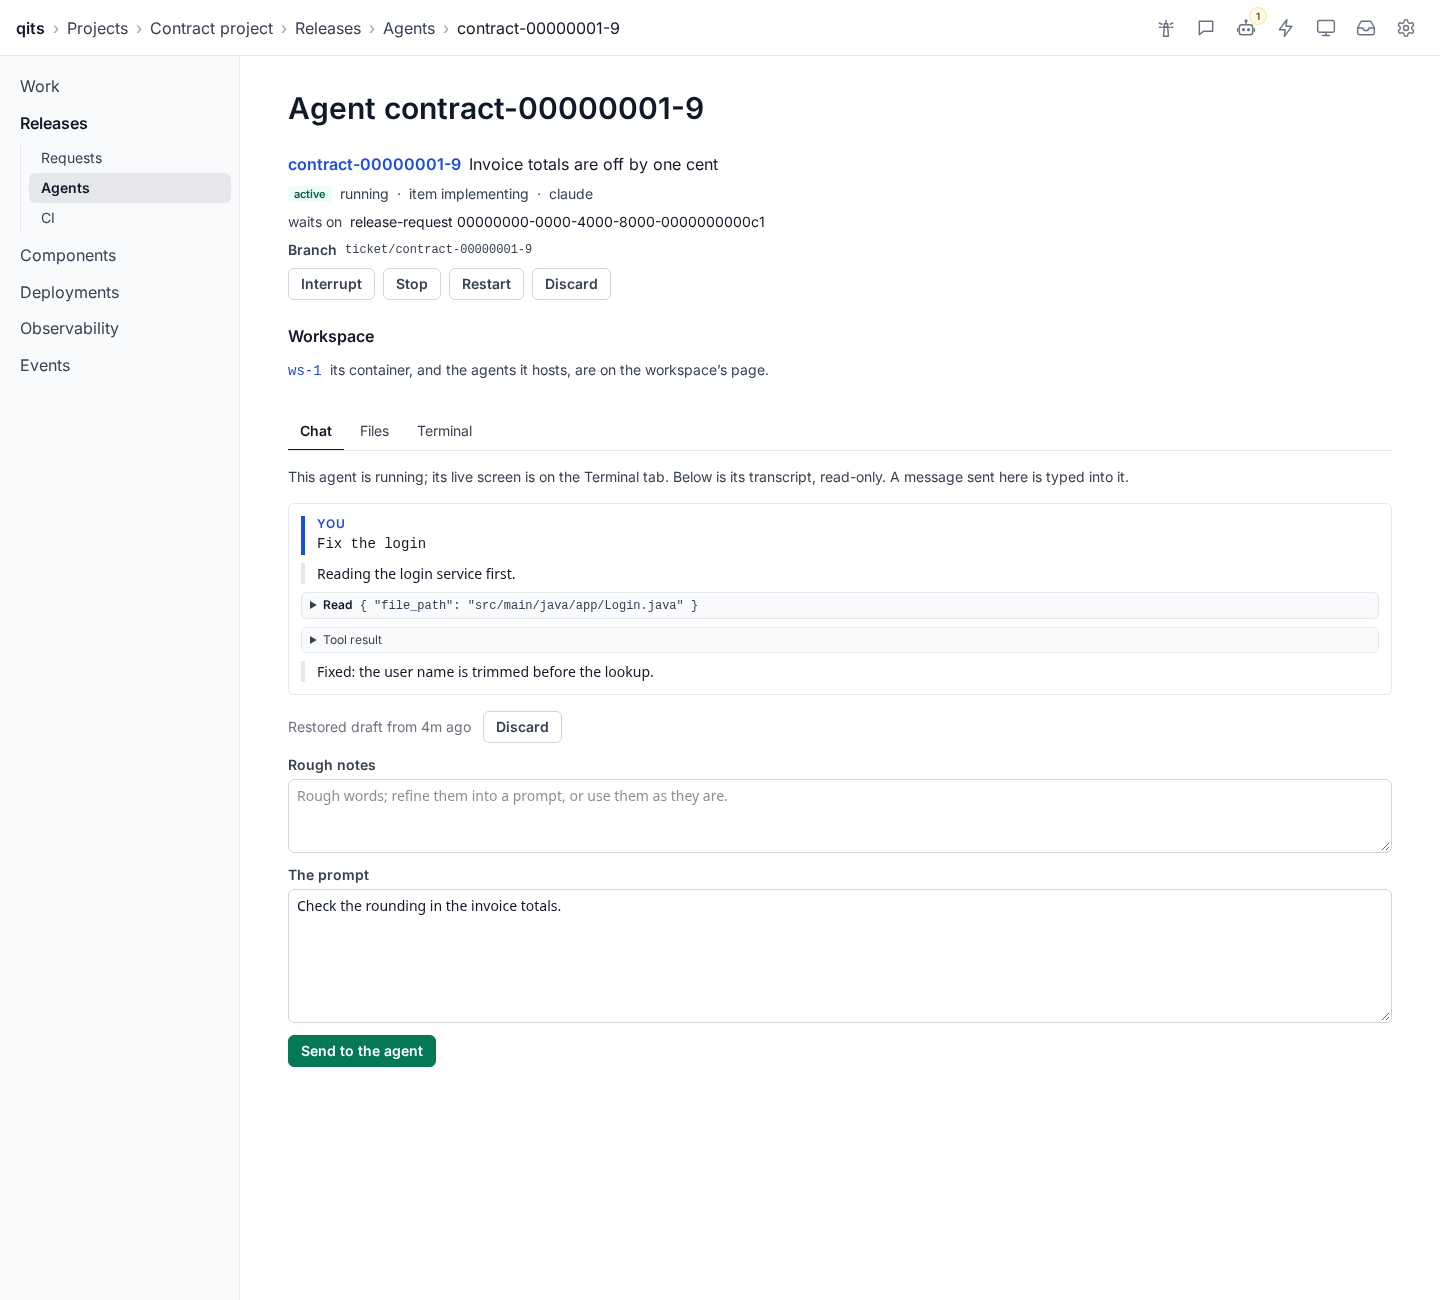 qits › Projects › Contract project › Releases › Agents › contract-00000001-9
1
Work
Releases
Requests
Agents
CI
Components
Deployments
Observability
Events
Agent contract-00000001-9
contract-00000001-9 Invoice totals are off by one cent
active running · item implementing · claude
waits on release-request 00000000-0000-4000-8000-0000000000c1
Branch ticket/contract-00000001-9
Interrupt Stop Restart Discard
Workspace
ws-1 its container, and the agents it hosts, are on the workspace’s page.
Chat Files Terminal
This agent is running; its live screen is on the Terminal tab. Below is its transcript, read-only. A message sent here is typed into it.
YOU
Fix the login
Reading the login service first.
Read { "file_path": "src/main/java/app/Login.java" }
Tool result
Fixed: the user name is trimmed before the lookup.
Restored draft from 4m ago Discard
Rough notes
Rough words; refine them into a prompt, or use them as they are.
The prompt
Check the rounding in the invoice totals.
Send to the agent